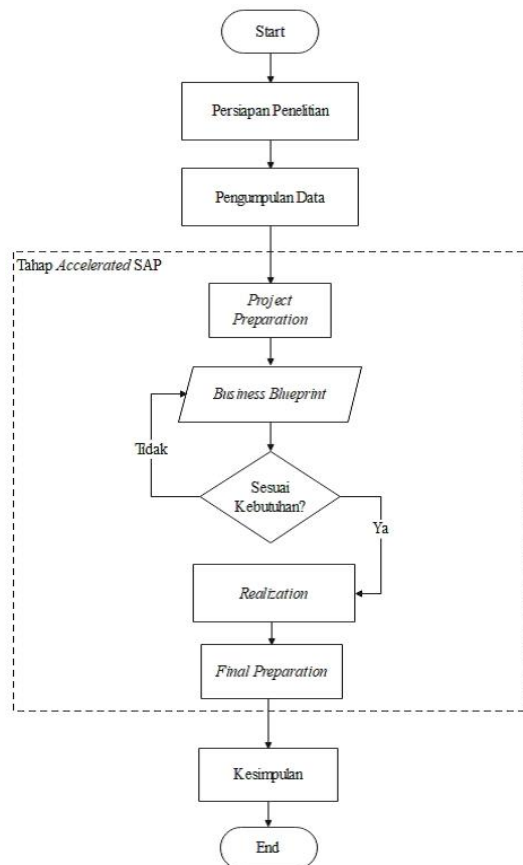 Start
Persiapan Penelitian
Pengumpulan Data
Tahap Accelerated SAP
Project
Preparation
Business Blueprint
Tidak
Sesuai
Kebutuhan?
Ya
Realization
Final Preparation
Kesimpulan
End